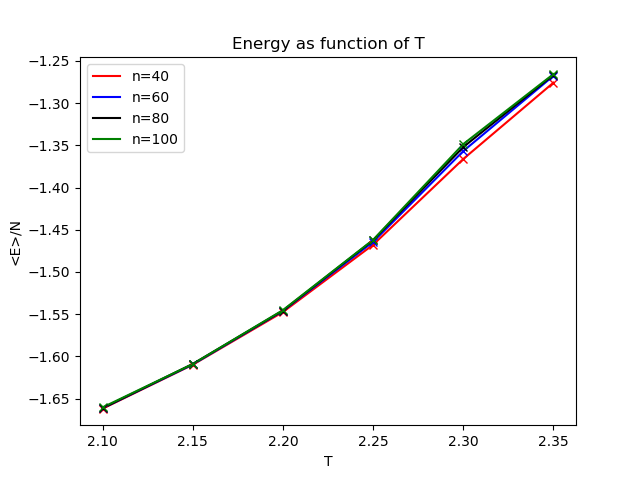 Energy as function of T
n=40
n=60
n=80
n=100
−1.25
−1.30
−1.35
−1.40
−1.45
−1.50
−1.55
−1.60
−1.65
<E>/N
2.10 2.15 2.20 2.25 2.30 2.35
T